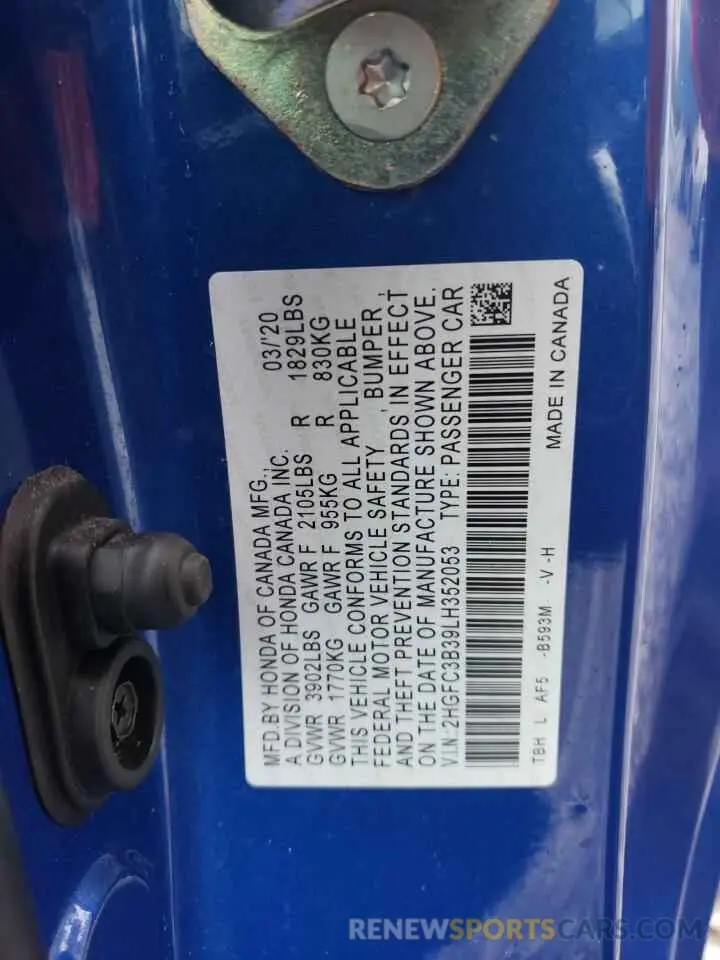 MFD.BY HONDA OF CANADA MFG., 03/'20
A DIVISION OF HONDA CANADA INC.
GVWR 3902LBS GAWR F 2105LBS R 1829LBS
GVWR 1770KG GAWR F 955KG R 830KG
THIS VEHICLE CONFORMS TO ALL APPLICABLE
FEDERAL MOTOR VEHICLE SAFETY, BUMPER,
AND THEFT PREVENTION STANDARDS, IN EFFECT
ON THE DATE OF MANUFACTURE SHOWN ABOVE.
V.I.N: 2HGFC3B39LH352053 TYPE: PASSENGER CAR
TBH L AF5 -B593M- -V -H MADE IN CANADA
RENEWSPORTSCARS.COM